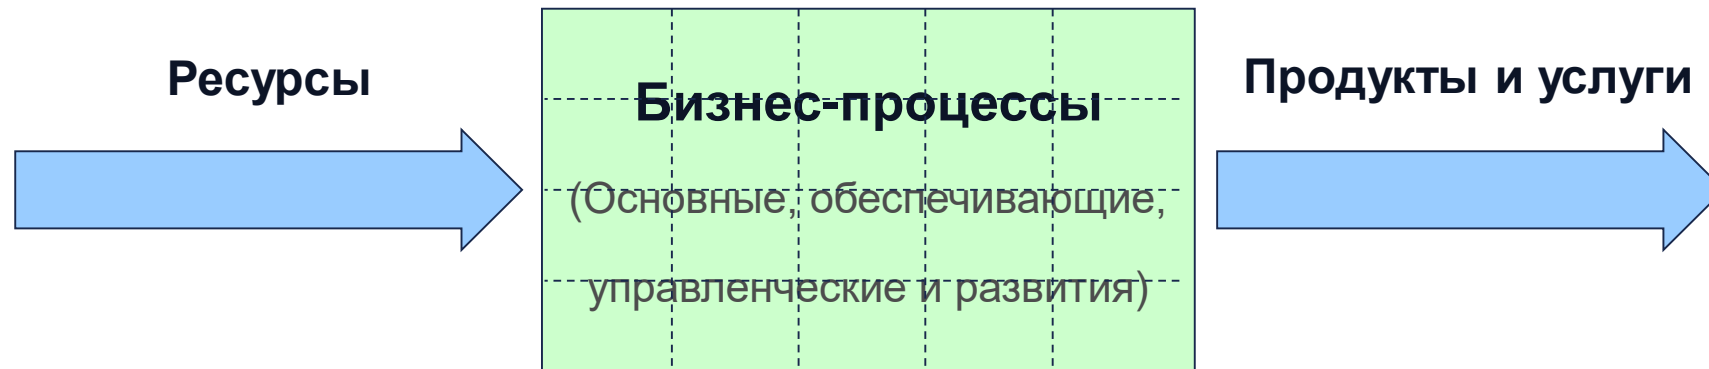 Ресурсы
Бизнес-процессы
(Основные, обеспечивающие,
управленческие и развития)
Продукты и услуги